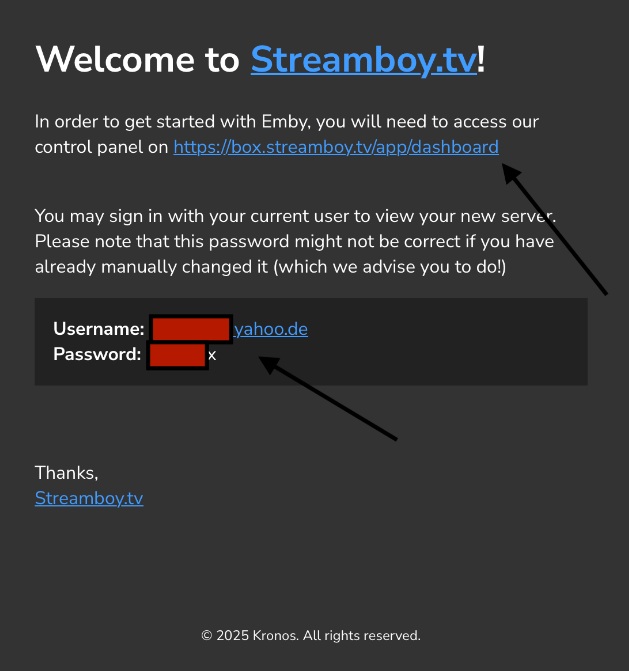 Welcome to Streamboy.tv!
In order to get started with Emby, you will need to access our
control panel on https://box.streamboy.tv/app/dashboard
You may sign in with your current user to view your new server.
Please note that this password might not be correct if you have
already manually changed it (which we advise you to do!)
Username: yahoo.de
Password: x
Thanks,
Streamboy.tv
© 2025 Kronos. All rights reserved.